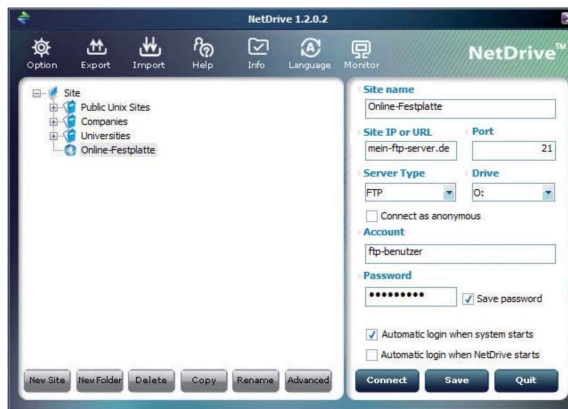 NetDrive 1.2.0.2
Option Export Import Help Info Language Monitor
NetDrive™
Site
Public Unix Sites
Companies
Universities
Online-Festplatte
Site name
Online-Festplatte
Site IP or URL Port
mein-ftp-server.de 21
Server Type Drive
FTP O:
Connect as anonymous
Account
ftp-benutzer
Password
••••••••• Save password
Automatic login when system starts
Automatic login when NetDrive starts
New Site New Folder Delete Copy Rename Advanced
Connect Save Quit